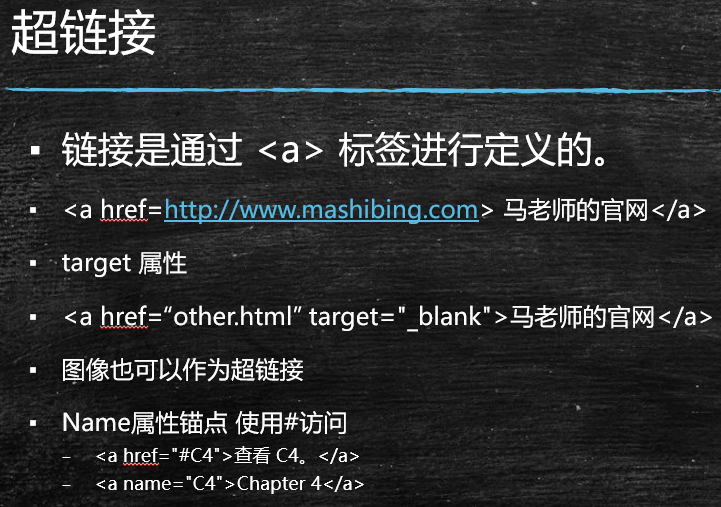 超链接
▪ 链接是通过 <a> 标签进行定义的。
▪ <a href=http://www.mashibing.com> 马老师的官网</a>
▪ target 属性
▪ <a href=“other.html” target="_blank">马老师的官网</a>
▪ 图像也可以作为超链接
▪ Name属性锚点 使用#访问
– <a href="#C4">查看 C4。</a>
– <a name="C4">Chapter 4</a>